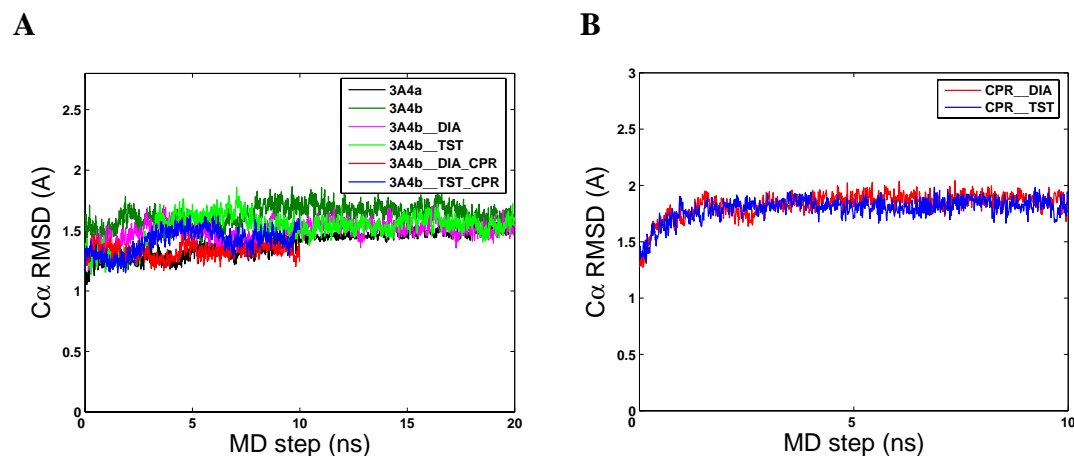 A
B
2.5
2
1.5
1
0.5
0
0
5
10
15
20
Cα RMSD (A)
MD step (ns)
3A4a
3A4b
3A4b__DIA
3A4b__TST
3A4b__DIA_CPR
3A4b__TST_CPR
3
2.5
2
1.5
1
0.5
0
0
5
10
Cα RMSD (A)
MD step (ns)
CPR__DIA
CPR__TST